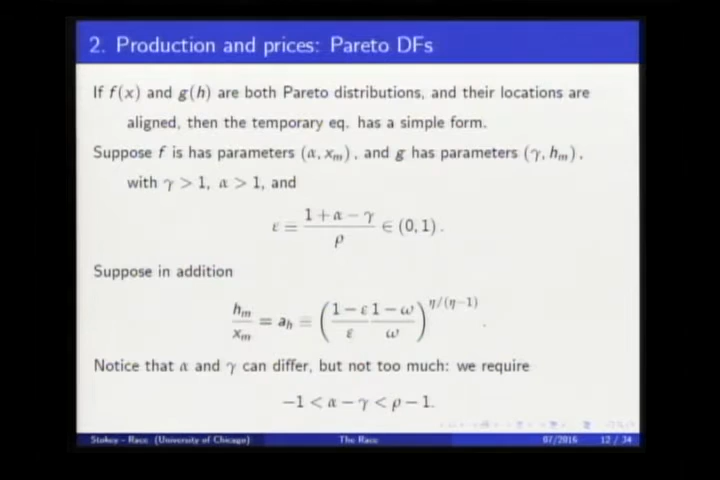 2. Production and prices: Pareto DFs
If f(x) and g(h) are both Pareto distributions, and their locations are
aligned, then the temporary eq. has a simple form.
Suppose f is has parameters (α, x_m), and g has parameters (γ, h_m),
with γ > 1, α > 1, and
ε ≡ (1 + α − γ)/ρ ∈ (0, 1).
Suppose in addition
h_m/x_m = a_h ≡ ((1 − ε)/ε (1 − ω)/ω)^{η/(η−1)}.
Notice that α and γ can differ, but not too much: we require
−1 < α − γ < ρ − 1.
Stokey – Race (University of Chicago) The Race 07/2016 12 / 34